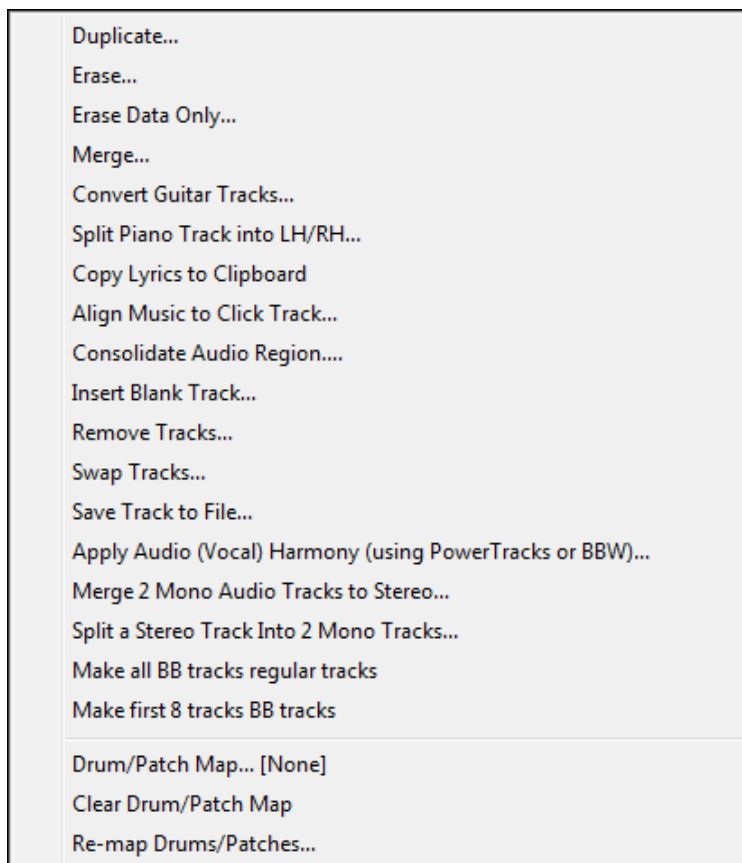 Duplicate...
Erase...
Erase Data Only...
Merge...
Convert Guitar Tracks...
Split Piano Track into LH/RH...
Copy Lyrics to Clipboard
Align Music to Click Track...
Consolidate Audio Region....
Insert Blank Track...
Remove Tracks...
Swap Tracks...
Save Track to File...
Apply Audio (Vocal) Harmony (using PowerTracks or BBW)...
Merge 2 Mono Audio Tracks to Stereo...
Split a Stereo Track Into 2 Mono Tracks...
Make all BB tracks regular tracks
Make first 8 tracks BB tracks
Drum/Patch Map... [None]
Clear Drum/Patch Map
Re-map Drums/Patches...